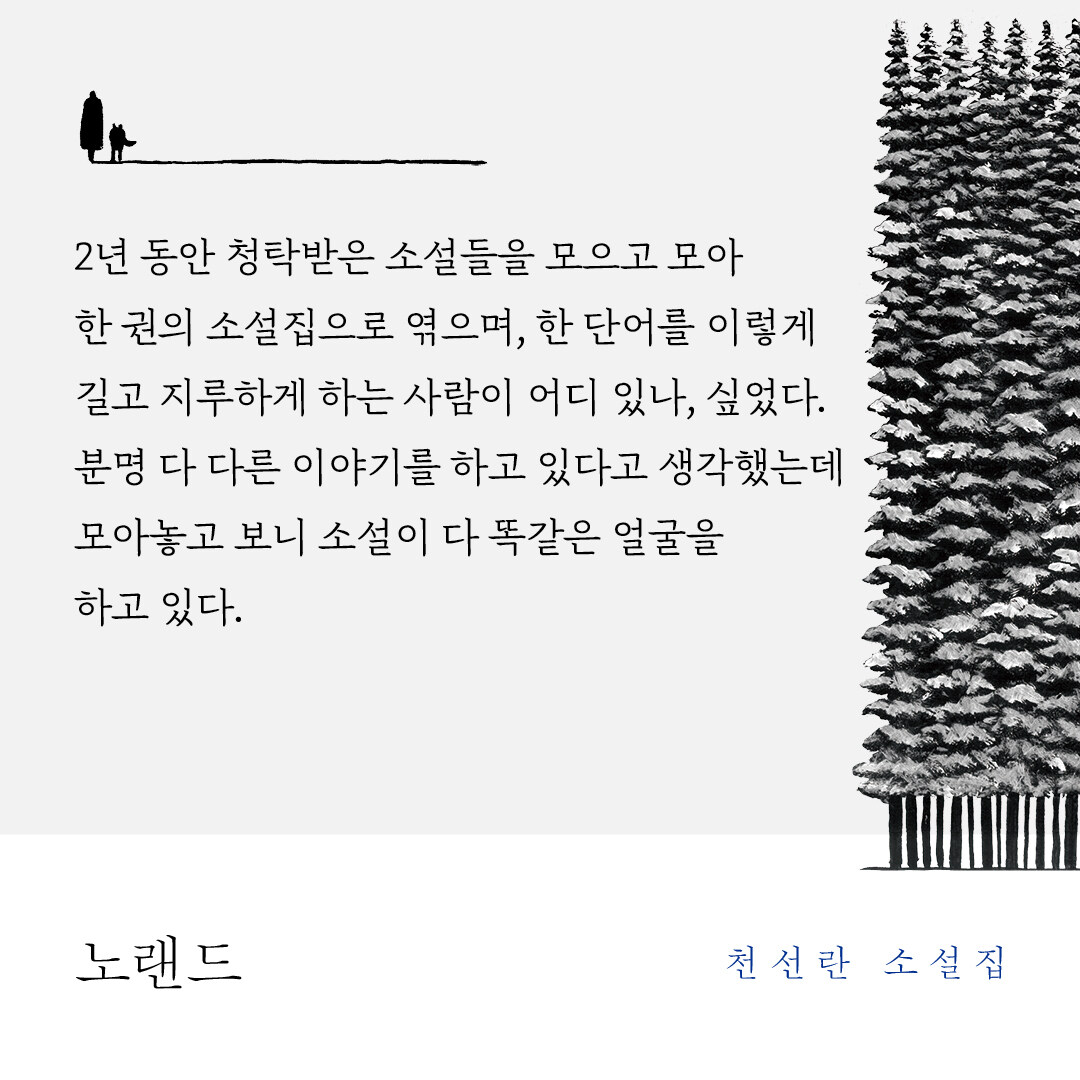 2년 동안 청탁받은 소설들을 모으고 모아
한 권의 소설집으로 엮으며, 한 단어를 이렇게
길고 지루하게 하는 사람이 어디 있나, 싶었다.
분명 다 다른 이야기를 하고 있다고 생각했는데
모아놓고 보니 소설이 다 똑같은 얼굴을
하고 있다.
노랜드
천선란 소설집